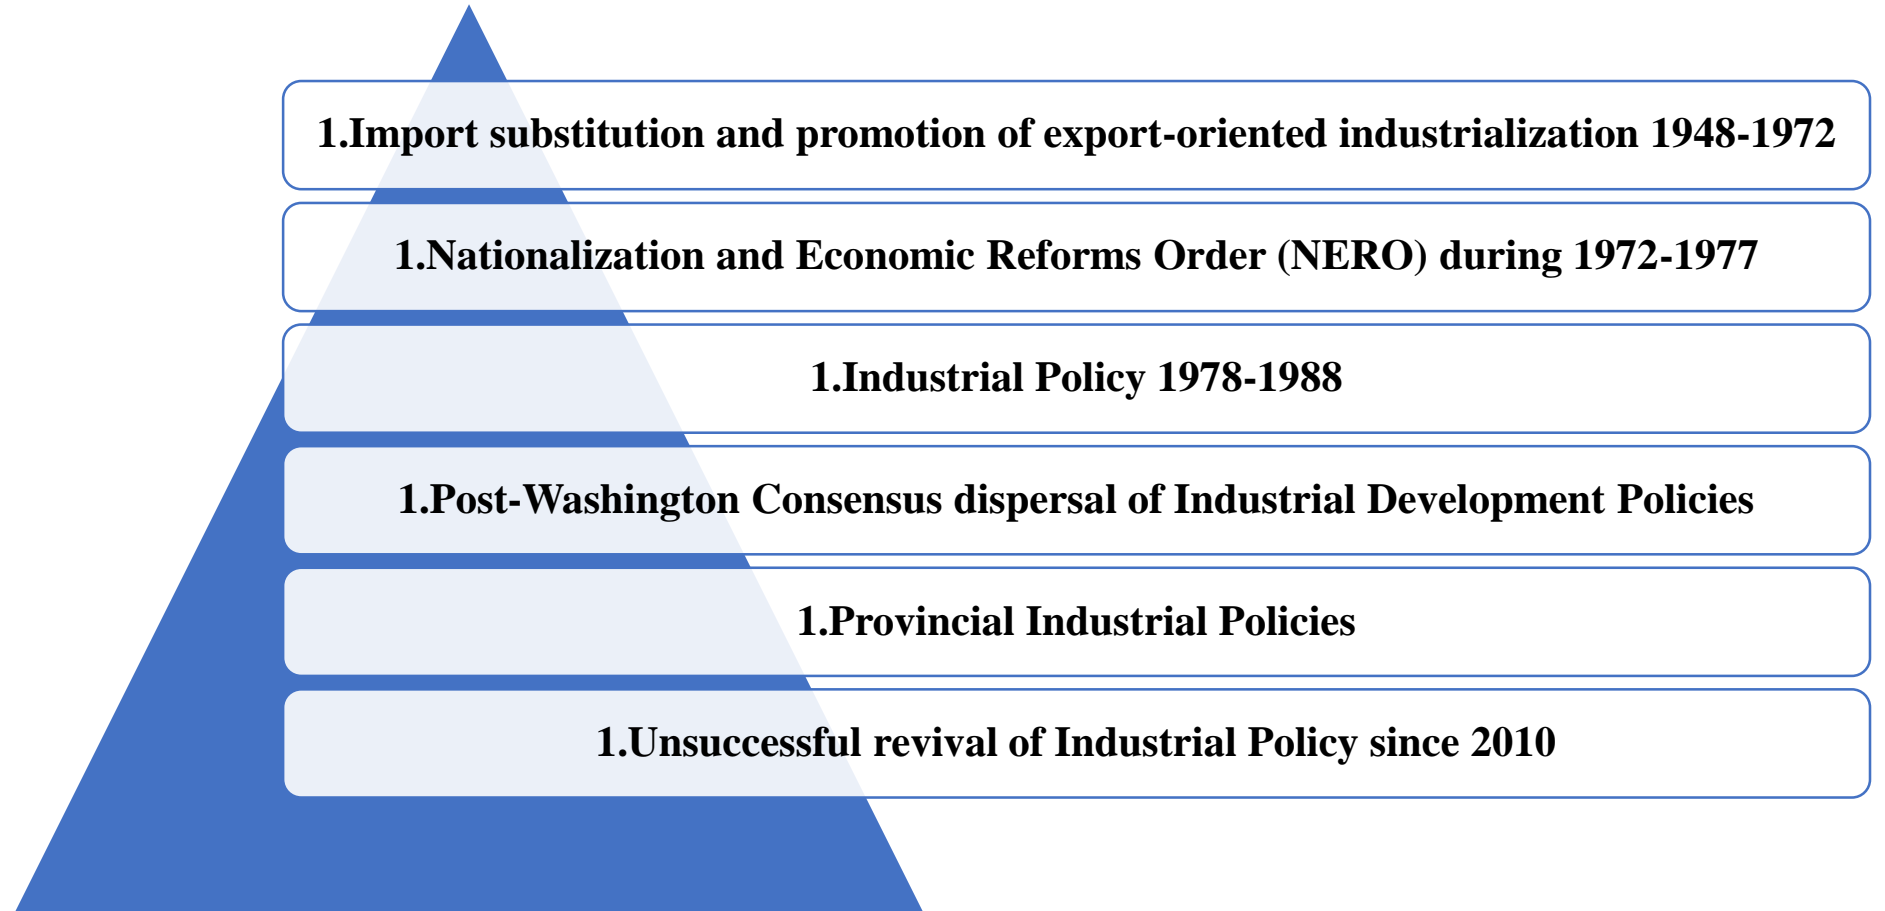 1.Import substitution and promotion of export-oriented industrialization 1948-1972
1.Nationalization and Economic Reforms Order (NERO) during 1972-1977
1.Industrial Policy 1978-1988
1.Post-Washington Consensus dispersal of Industrial Development Policies
1.Provincial Industrial Policies
1.Unsuccessful revival of Industrial Policy since 2010